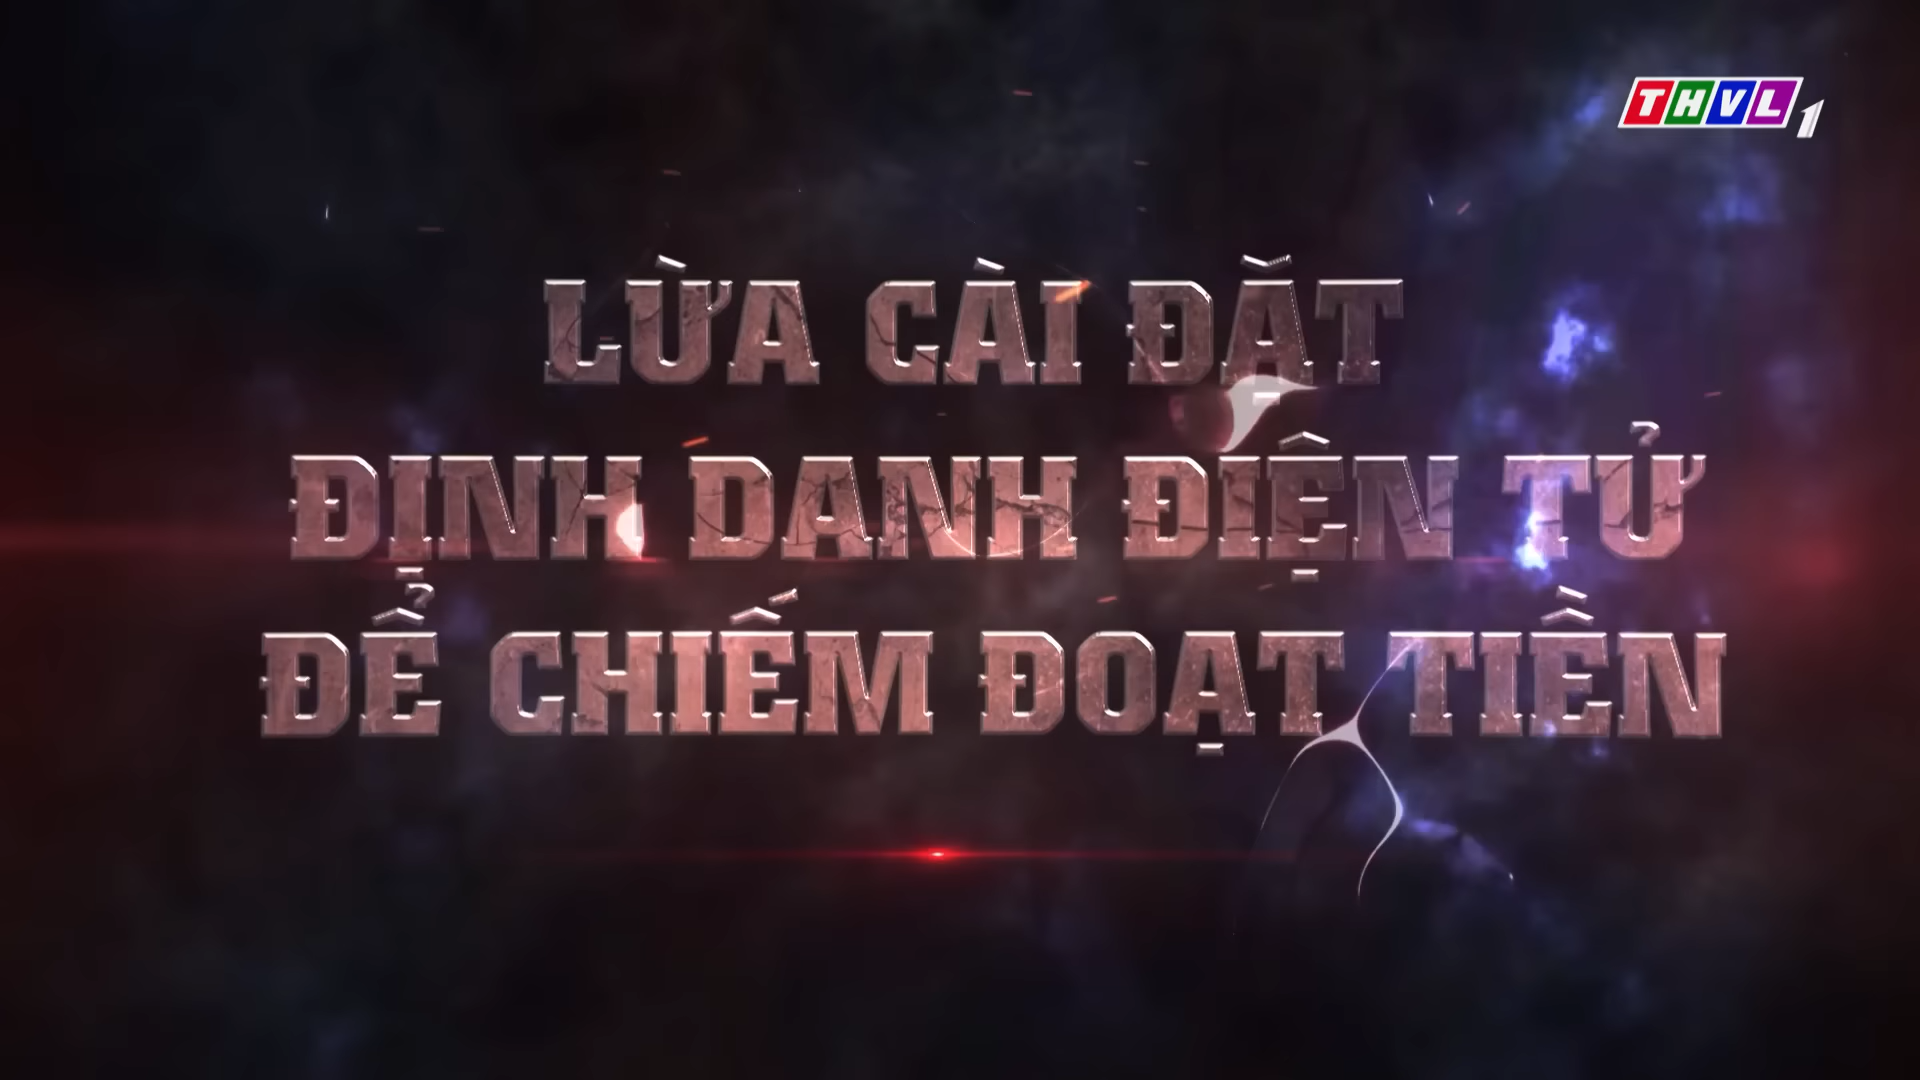 THVL1
LỪA CÀI ĐẶT
ĐỊNH DANH ĐIỆN TỬ
ĐỂ CHIẾM ĐOẠT TIỀN